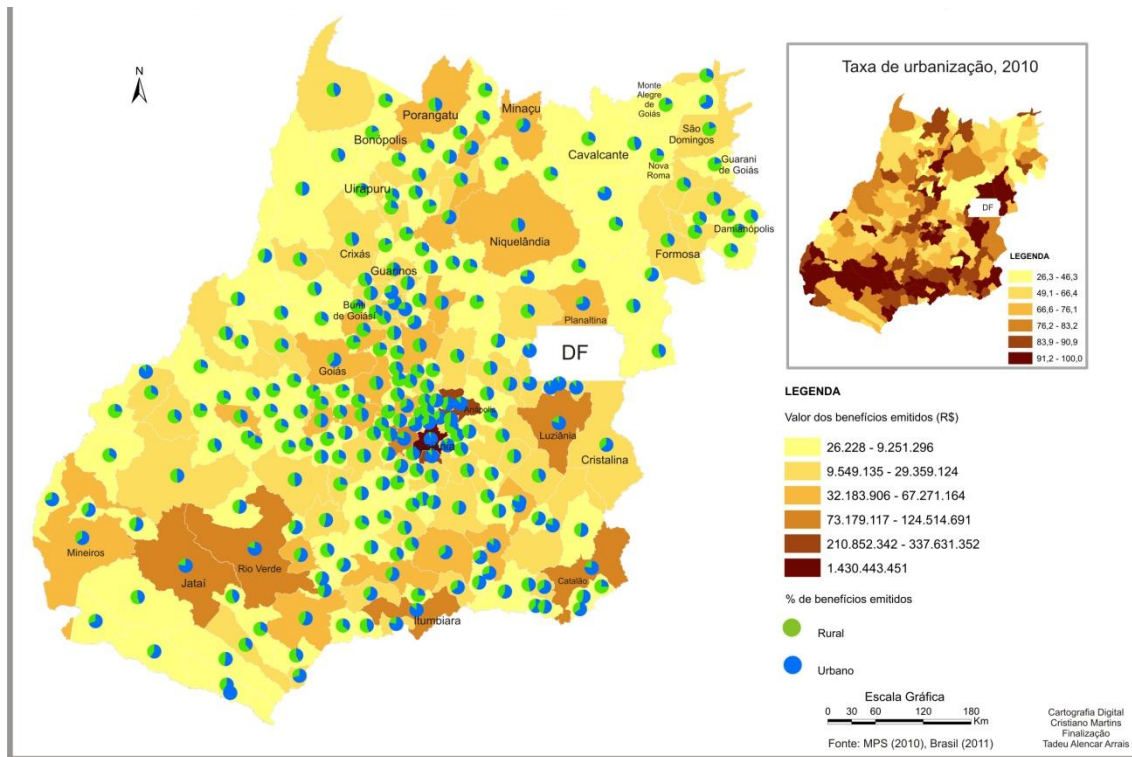 N
Porangatu
Minaçu
Bonópolis
Monte
Alegre
de
Goiás
São
Domingos
Cavalcante
Nova
Roma
Guarani
de Goiás
Uirapuru
Niquelândia
Damianópolis
Formosa
Crixás
Guarinos
Buriti
de Goiási
Planaltina
DF
Goiás
Anápolis
Luziânia
Cristalina
Mineiros
Jataí
Rio Verde
Catalão
Itumbiara
Taxa de urbanização, 2010
DF
LEGENDA
26,3 - 46,3
49,1 - 66,4
66,6 - 76,1
76,2 - 83,2
83,9 - 90,9
91,2 - 100,0
LEGENDA
Valor dos benefícios emitidos (R$)
26.228 - 9.251.296
9.549.135 - 29.359.124
32.183.906 - 67.271.164
73.179.117 - 124.514.691
210.852.342 - 337.631.352
1.430.443.451
% de benefícios emitidos
Rural
Urbano
Escala Gráfica
0 30 60 120 180
Km
Fonte: MPS (2010), Brasil (2011)
Cartografia Digital
Cristiano Martins
Finalização
Tadeu Alencar Arrais